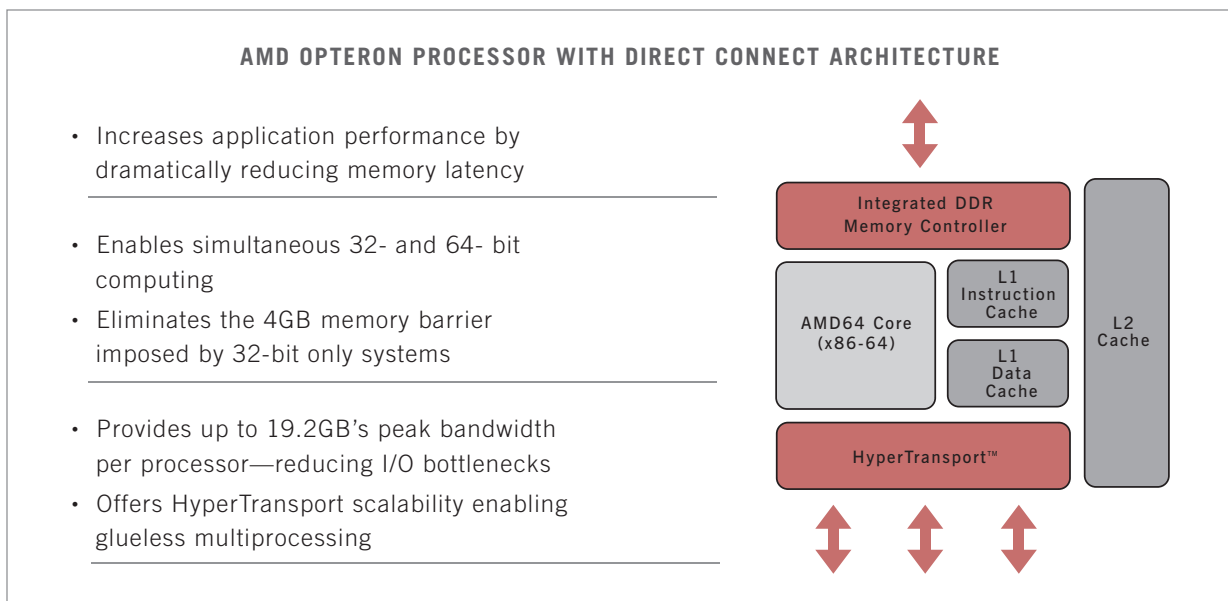 AMD OPTERON PROCESSOR WITH DIRECT CONNECT ARCHITECTURE
• Increases application performance by
dramatically reducing memory latency
• Enables simultaneous 32- and 64- bit
computing
• Eliminates the 4GB memory barrier
imposed by 32-bit only systems
• Provides up to 19.2GB’s peak bandwidth
per processor—reducing I/O bottlenecks
• Offers HyperTransport scalability enabling
glueless multiprocessing
Integrated DDR
Memory Controller
AMD64 Core
(x86-64)
L1
Instruction
Cache
L1
Data
Cache
L2
Cache
HyperTransport™